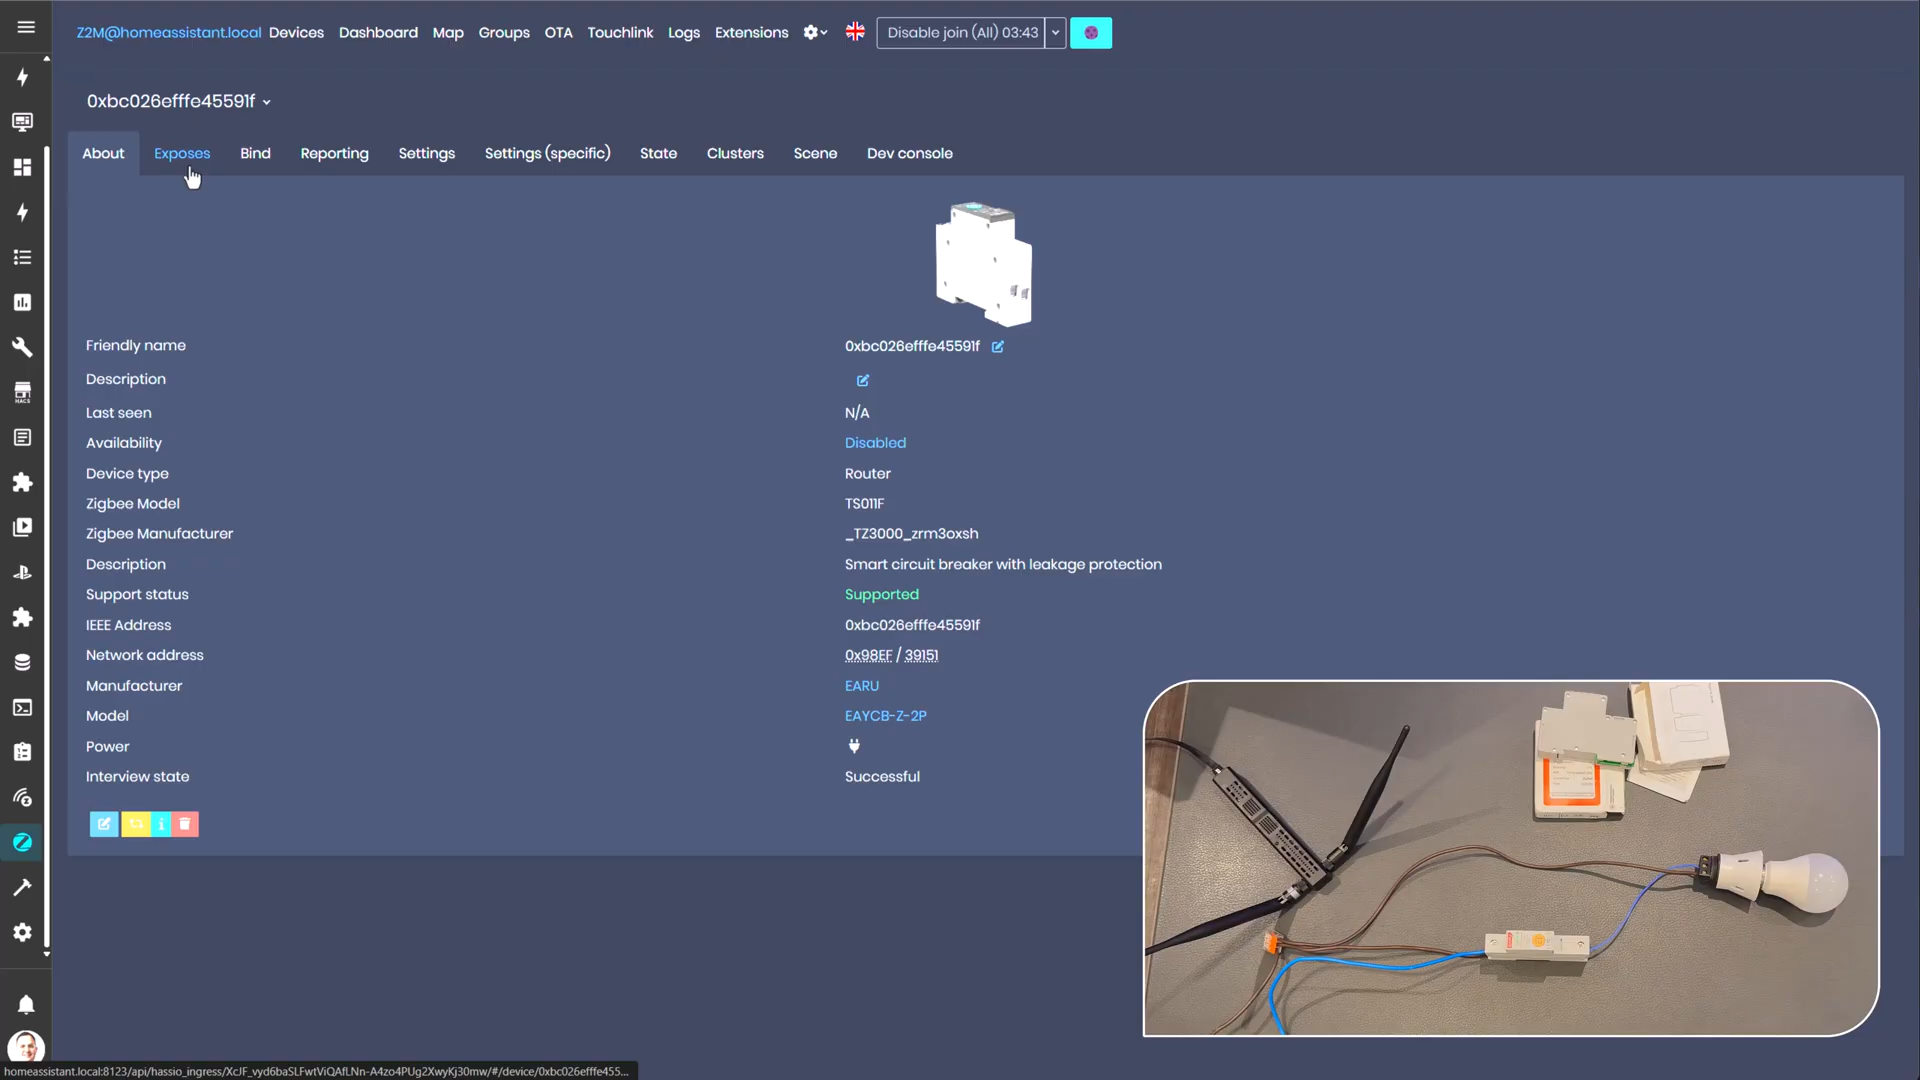 Z2M@homeassistant.local Devices Dashboard Map Groups OTA Touchlink Logs Extensions Disable join (All) 03:43
0xbc026efffe45591f
About Exposes Bind Reporting Settings Settings (specific) State Clusters Scene Dev console
Friendly name 0xbc026efffe45591f
Description
Last seen N/A
Availability Disabled
Device type Router
Zigbee Model TS011F
Zigbee Manufacturer _TZ3000_zrm3oxsh
Description Smart circuit breaker with leakage protection
Support status Supported
IEEE Address 0xbc026efffe45591f
Network address 0x98EF / 39151
Manufacturer EARU
Model EAYCB-Z-2P
Power
Interview state Successful
HACS
homeassistant.local:8123/api/hassio_ingress/XcJF_vyd6baSLFwtViQAfLNn-A4zo4PUg2XwyKj30mw/#/device/0xbc026efffe455...